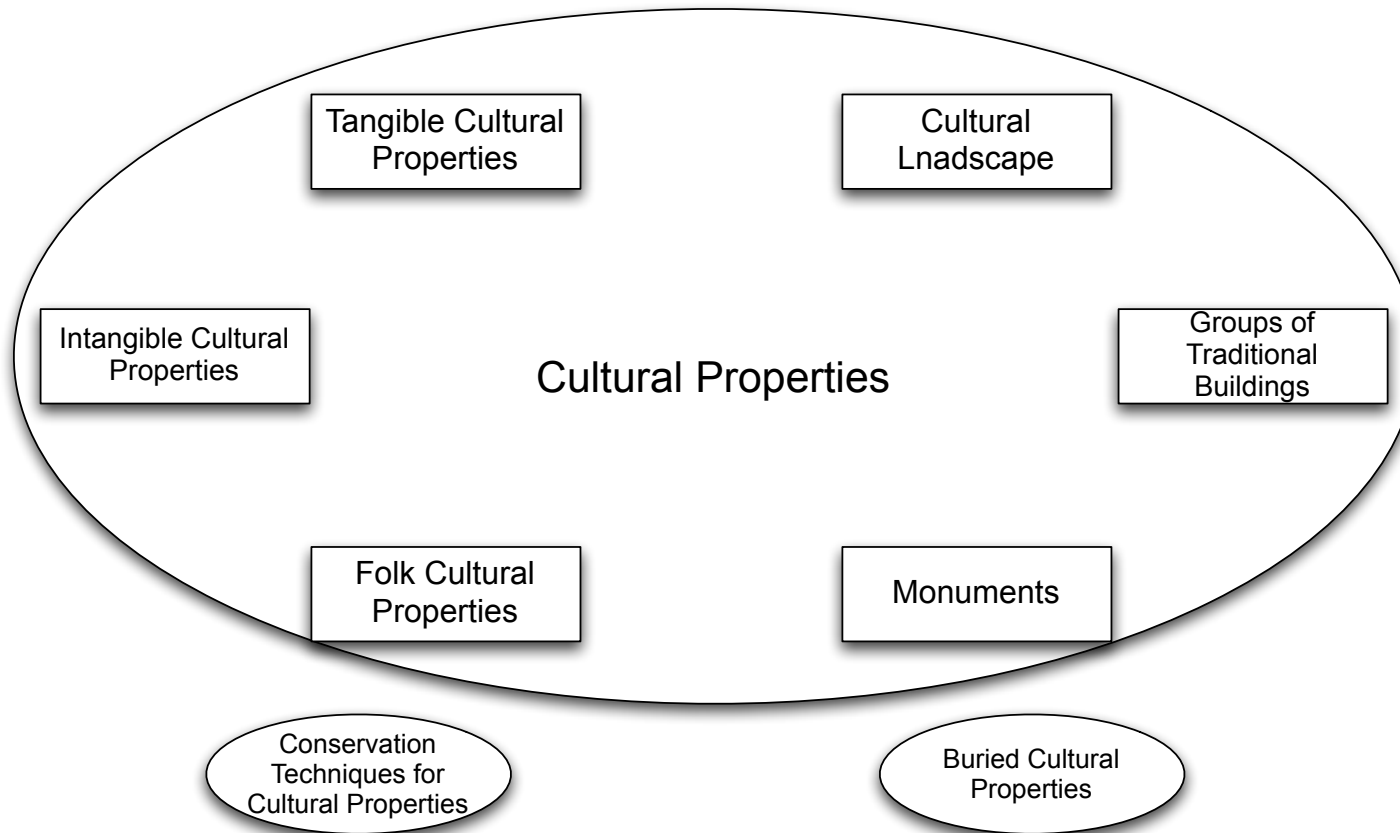 Tangible Cultural
Properties
Cultural
Lnadscape
Intangible Cultural
Properties
Cultural Properties
Groups of
Traditional
Buildings
Folk Cultural
Properties
Monuments
Conservation
Techniques for
Cultural Properties
Buried Cultural
Properties